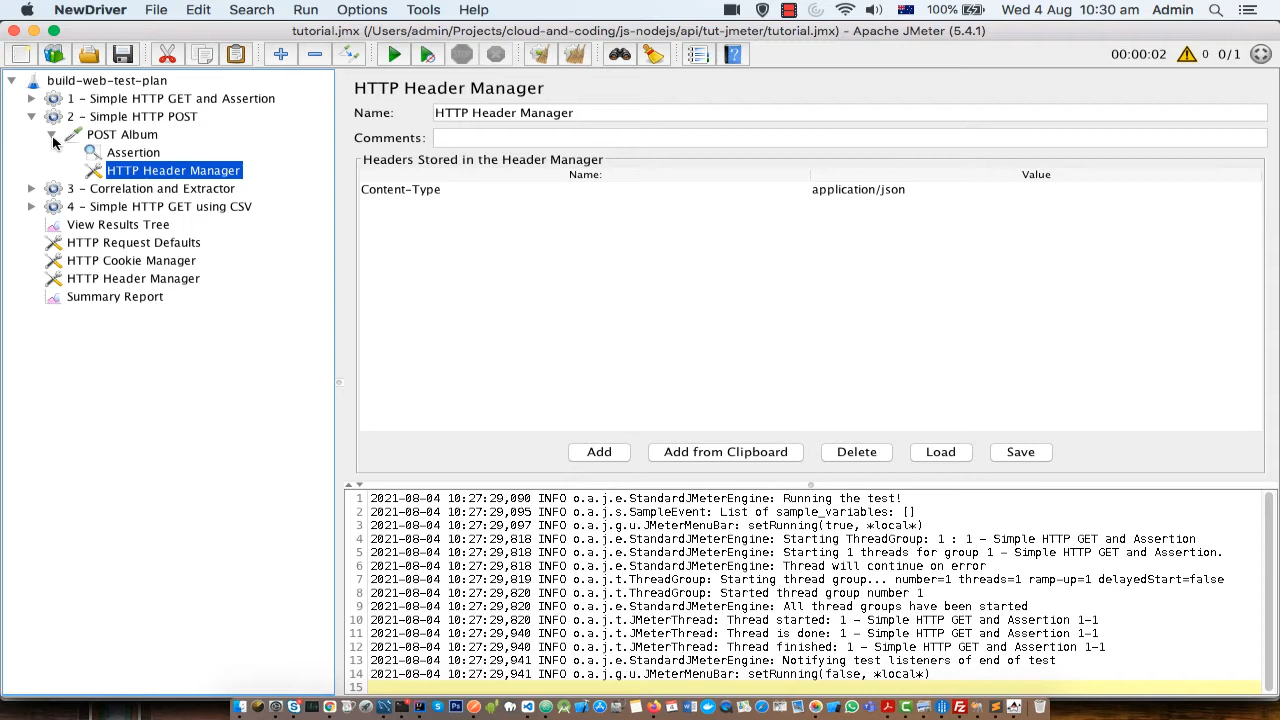 NewDriver File Edit Search Run Options Tools Help 100% Wed 4 Aug 10:30 am Admin
tutorial.jmx (/Users/admin/Projects/cloud-and-coding/js-nodejs/api/tut-jmeter/tutorial.jmx) - Apache JMeter (5.4.1)
00:00:02 0 0/1
build-web-test-plan
1 - Simple HTTP GET and Assertion
2 - Simple HTTP POST
POST Album
Assertion
HTTP Header Manager
3 - Correlation and Extractor
4 - Simple HTTP GET using CSV
View Results Tree
HTTP Request Defaults
HTTP Cookie Manager
HTTP Header Manager
Summary Report
HTTP Header Manager
Name: HTTP Header Manager
Comments:
Headers Stored in the Header Manager
Name: Value
Content-Type application/json
Add Add from Clipboard Delete Load Save
1 2021-08-04 10:27:29,090 INFO o.a.j.e.StandardJMeterEngine: Running the test!
2 2021-08-04 10:27:29,095 INFO o.a.j.s.SampleEvent: List of sample_variables: []
3 2021-08-04 10:27:29,097 INFO o.a.j.g.u.JMeterMenuBar: setRunning(true, *local*)
4 2021-08-04 10:27:29,818 INFO o.a.j.e.StandardJMeterEngine: Starting ThreadGroup: 1 : 1 - Simple HTTP GET and Assertion
5 2021-08-04 10:27:29,818 INFO o.a.j.e.StandardJMeterEngine: Starting 1 threads for group 1 - Simple HTTP GET and Assertion.
6 2021-08-04 10:27:29,818 INFO o.a.j.e.StandardJMeterEngine: Thread will continue on error
7 2021-08-04 10:27:29,819 INFO o.a.j.t.ThreadGroup: Starting thread group... number=1 threads=1 ramp-up=1 delayedStart=false
8 2021-08-04 10:27:29,820 INFO o.a.j.t.ThreadGroup: Started thread group number 1
9 2021-08-04 10:27:29,820 INFO o.a.j.e.StandardJMeterEngine: All thread groups have been started
10 2021-08-04 10:27:29,820 INFO o.a.j.t.JMeterThread: Thread started: 1 - Simple HTTP GET and Assertion 1-1
11 2021-08-04 10:27:29,940 INFO o.a.j.t.JMeterThread: Thread is done: 1 - Simple HTTP GET and Assertion 1-1
12 2021-08-04 10:27:29,940 INFO o.a.j.t.JMeterThread: Thread finished: 1 - Simple HTTP GET and Assertion 1-1
13 2021-08-04 10:27:29,941 INFO o.a.j.e.StandardJMeterEngine: Notifying test listeners of end of test
14 2021-08-04 10:27:29,941 INFO o.a.j.g.u.JMeterMenuBar: setRunning(false, *local*)
15